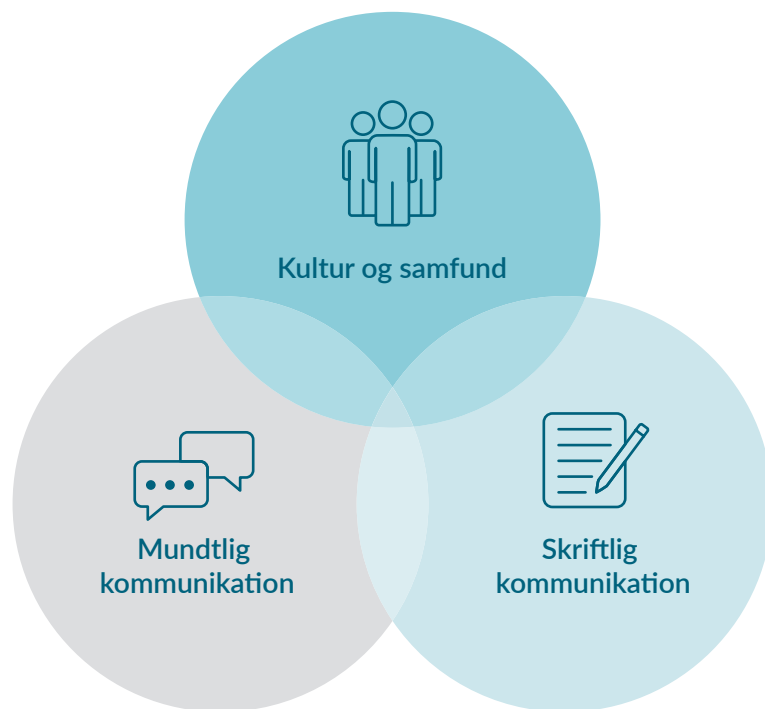 Kultur og samfund
Mundtlig
kommunikation
Skriftlig
kommunikation